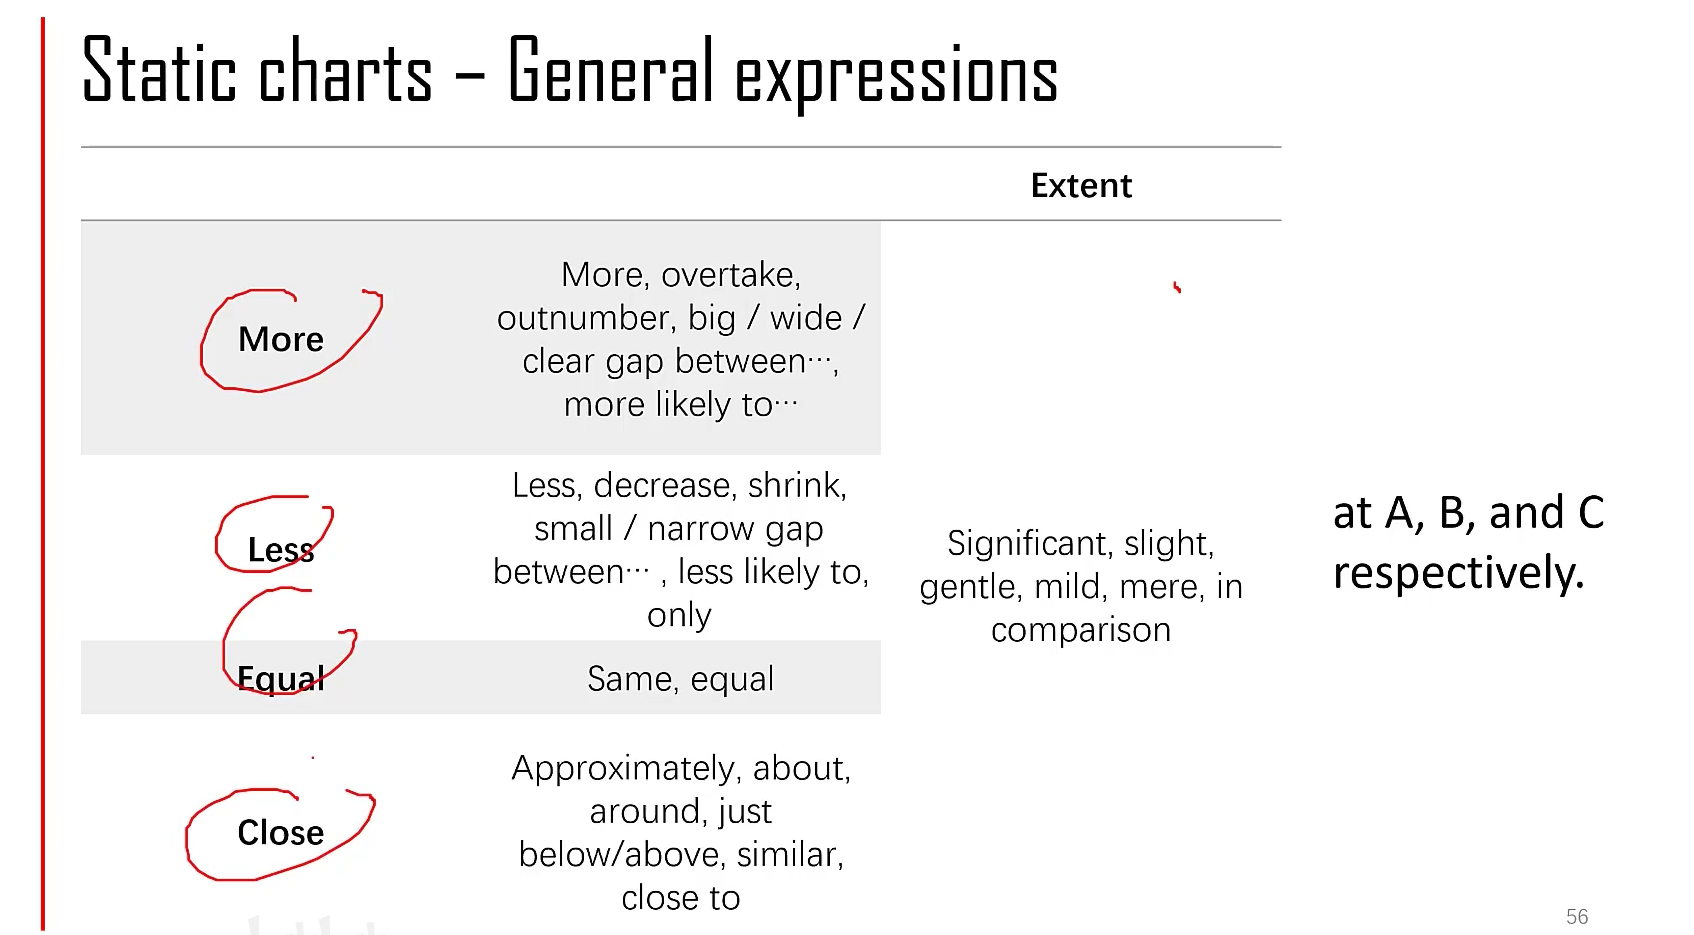 Static charts – General expressions
Extent
More
More, overtake,
outnumber, big / wide /
clear gap between…,
more likely to…
Less
Less, decrease, shrink,
small / narrow gap
between… , less likely to,
only
Equal
Same, equal
Close
Approximately, about,
around, just
below/above, similar,
close to
Significant, slight,
gentle, mild, mere, in
comparison
at A, B, and C
respectively.
56